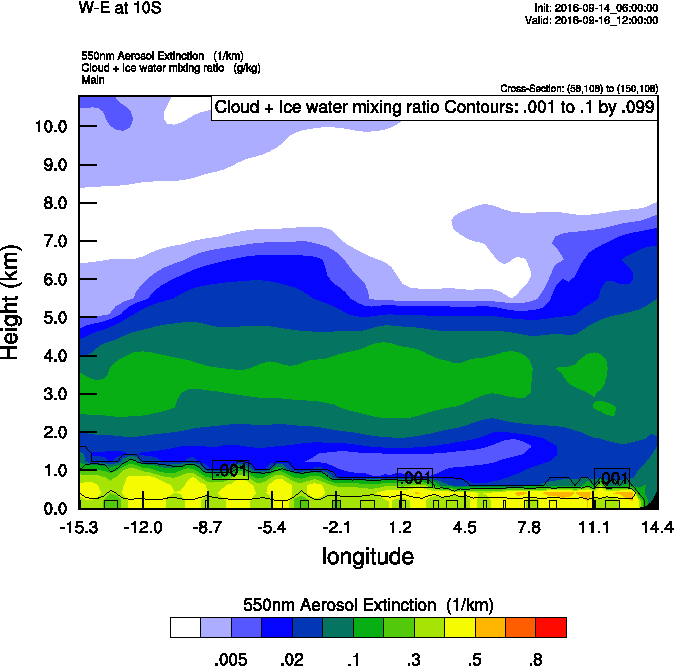 W-E at 10S
Init: 2016-09-14_06:00:00
Valid: 2016-09-16_12:00:00
550nm Aerosol Extinction (1/km)
Cloud + Ice water mixing ratio (g/kg)
Main
Cross-Section: (58,108) to (150,108)
Cloud + Ice water mixing ratio Contours: .001 to .1 by .099
10.0
9.0
8.0
7.0
6.0
5.0
4.0
3.0
2.0
1.0
0.0
Height (km)
.001
.001
.001
-15.3 -12.0 -8.7 -5.4 -2.1 1.2 4.5 7.8 11.1 14.4
longitude
550nm Aerosol Extinction (1/km)
.005 .02 .1 .3 .5 .8